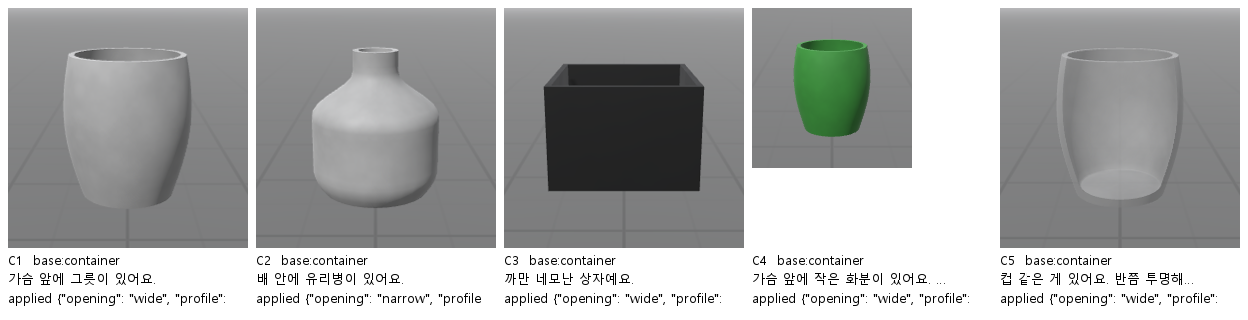 C1 base:container
가슴 앞에 그릇이 있어요.
applied {"opening": "wide", "profile":
C2 base:container
배 안에 유리병이 있어요.
applied {"opening": "narrow", "profile
C3 base:container
까만 네모난 상자예요.
applied {"opening": "wide", "profile":
C4 base:container
가슴 앞에 작은 화분이 있어요. ...
applied {"opening": "wide", "profile":
C5 base:container
컵 같은 게 있어요. 반쯤 투명해...
applied {"opening": "wide", "profile":